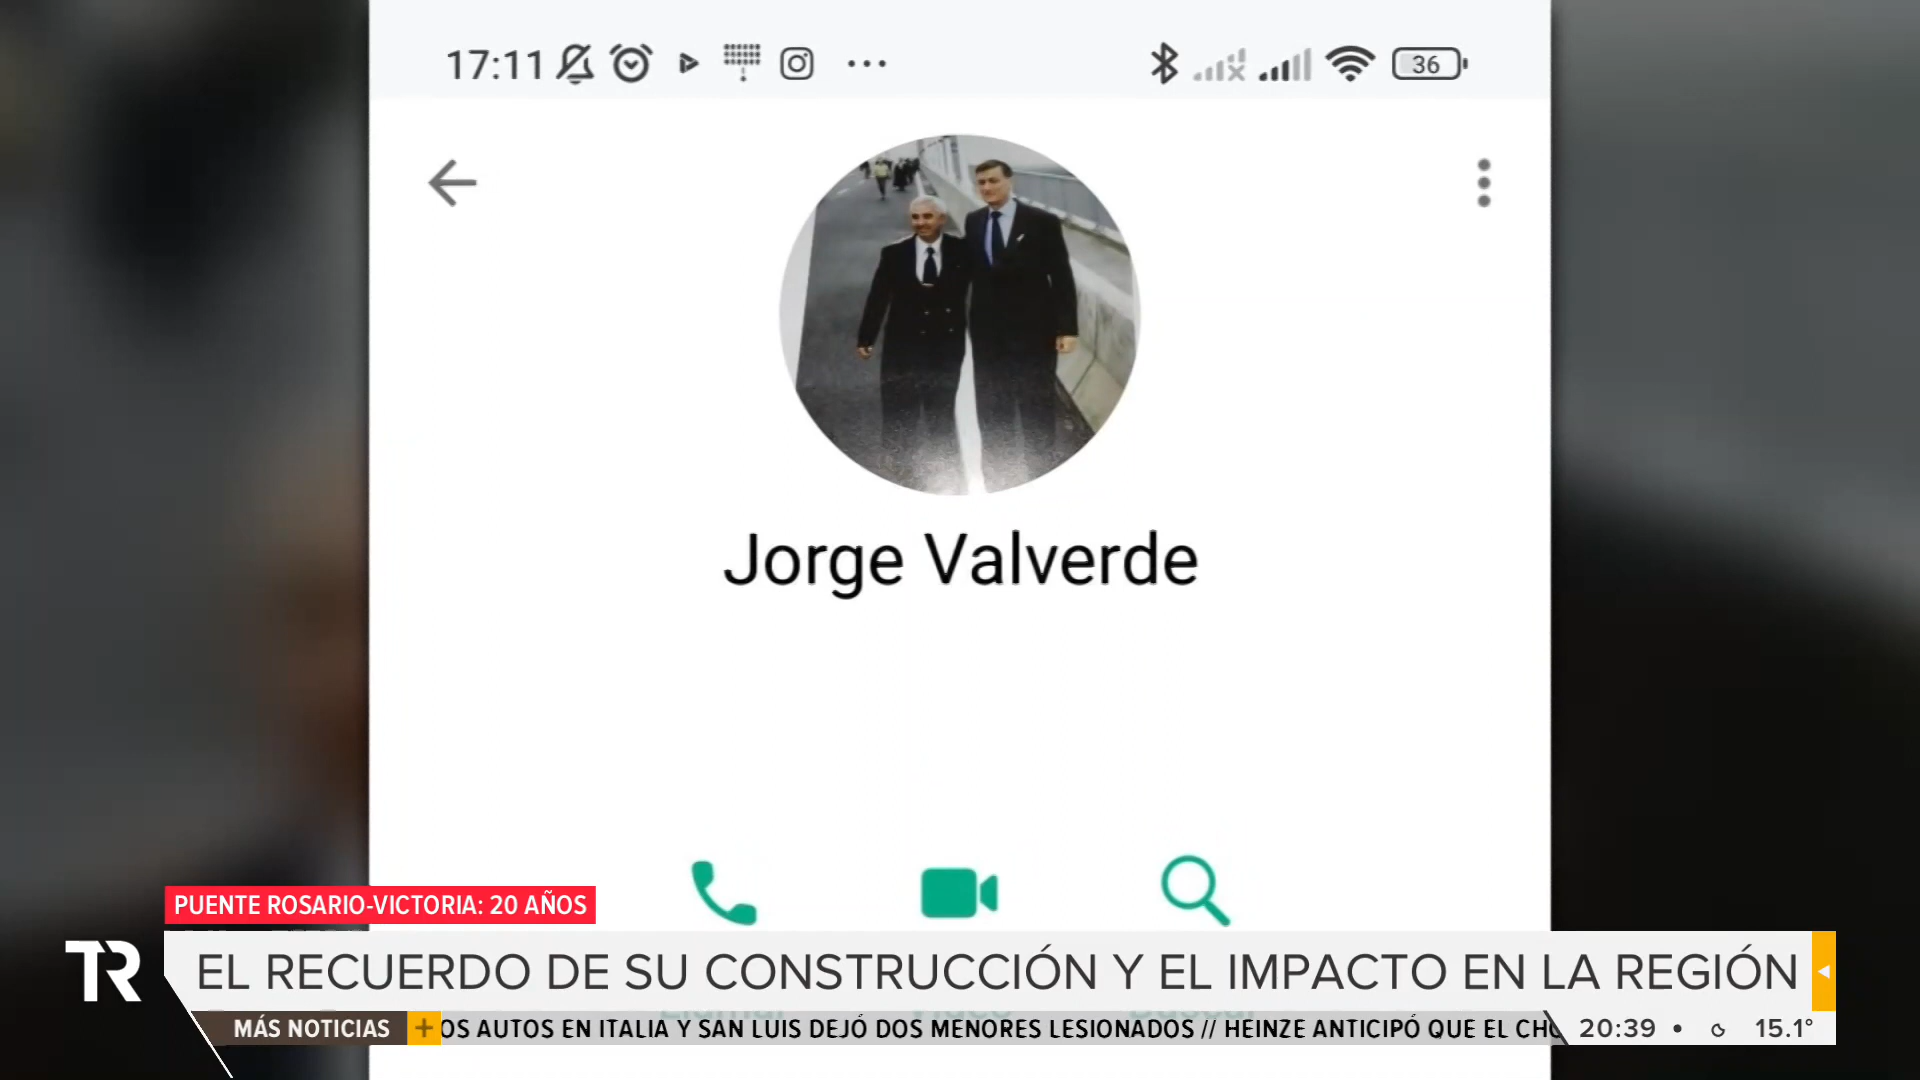 17:11
36
Jorge Valverde
PUENTE ROSARIO-VICTORIA: 20 AÑOS
TR
EL RECUERDO DE SU CONSTRUCCIÓN Y EL IMPACTO EN LA REGIÓN
MÁS NOTICIAS + OS AUTOS EN ITALIA Y SAN LUIS DEJÓ DOS MENORES LESIONADOS // HEINZE ANTICIPÓ QUE EL 20:39 • 15.1°